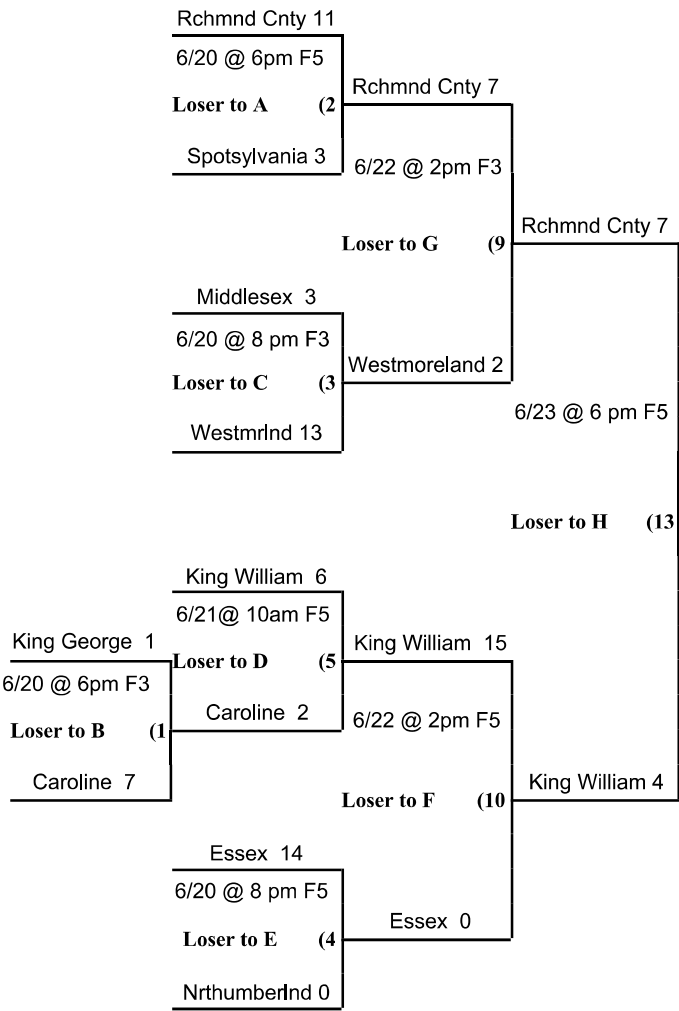 Rchmnd Cnty 11
6/20 @ 6pm F5
Rchmnd Cnty 7
Loser to A (2
Spotsylvania 3
6/22 @ 2pm F3
Rchmnd Cnty 7
Loser to G (9
Middlesex 3
6/20 @ 8 pm F3
Westmoreland 2
Loser to C (3
6/23 @ 6 pm F5
Westmrlnd 13
Loser to H (13
King William 6
6/21@ 10am F5
King George 1
King William 15
Loser to D (5
6/20 @ 6pm F3
Caroline 2
6/22 @ 2pm F5
Loser to B (1
Caroline 7
King William 4
Loser to F (10
Essex 14
6/20 @ 8 pm F5
Essex 0
Loser to E (4
Nrthumberlnd 0